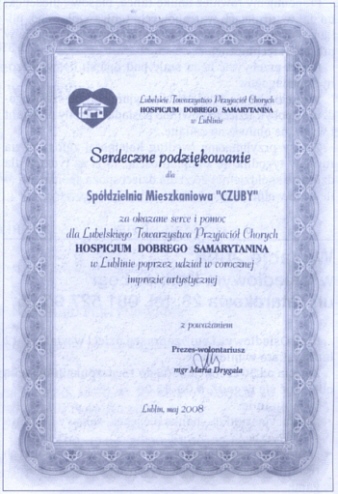 Lubelskie Towarzystwo Przyjaciół Chorych
HOSPICJUM DOBREGO SAMARYTANINA
w Lublinie
Serdeczne podziękowanie
dla
Spółdzielnia Mieszkaniowa "CZUBY"
za okazane serce i pomoc
dla Lubelskiego Towarzystwa Przyjaciół Chorych
HOSPICJUM DOBREGO SAMARYTANINA
w Lublinie poprzez udział w corocznej
imprezie artystycznej
z poważaniem
Prezes-wolontariusz
mgr Maria Drygała
Lublin, maj 2008